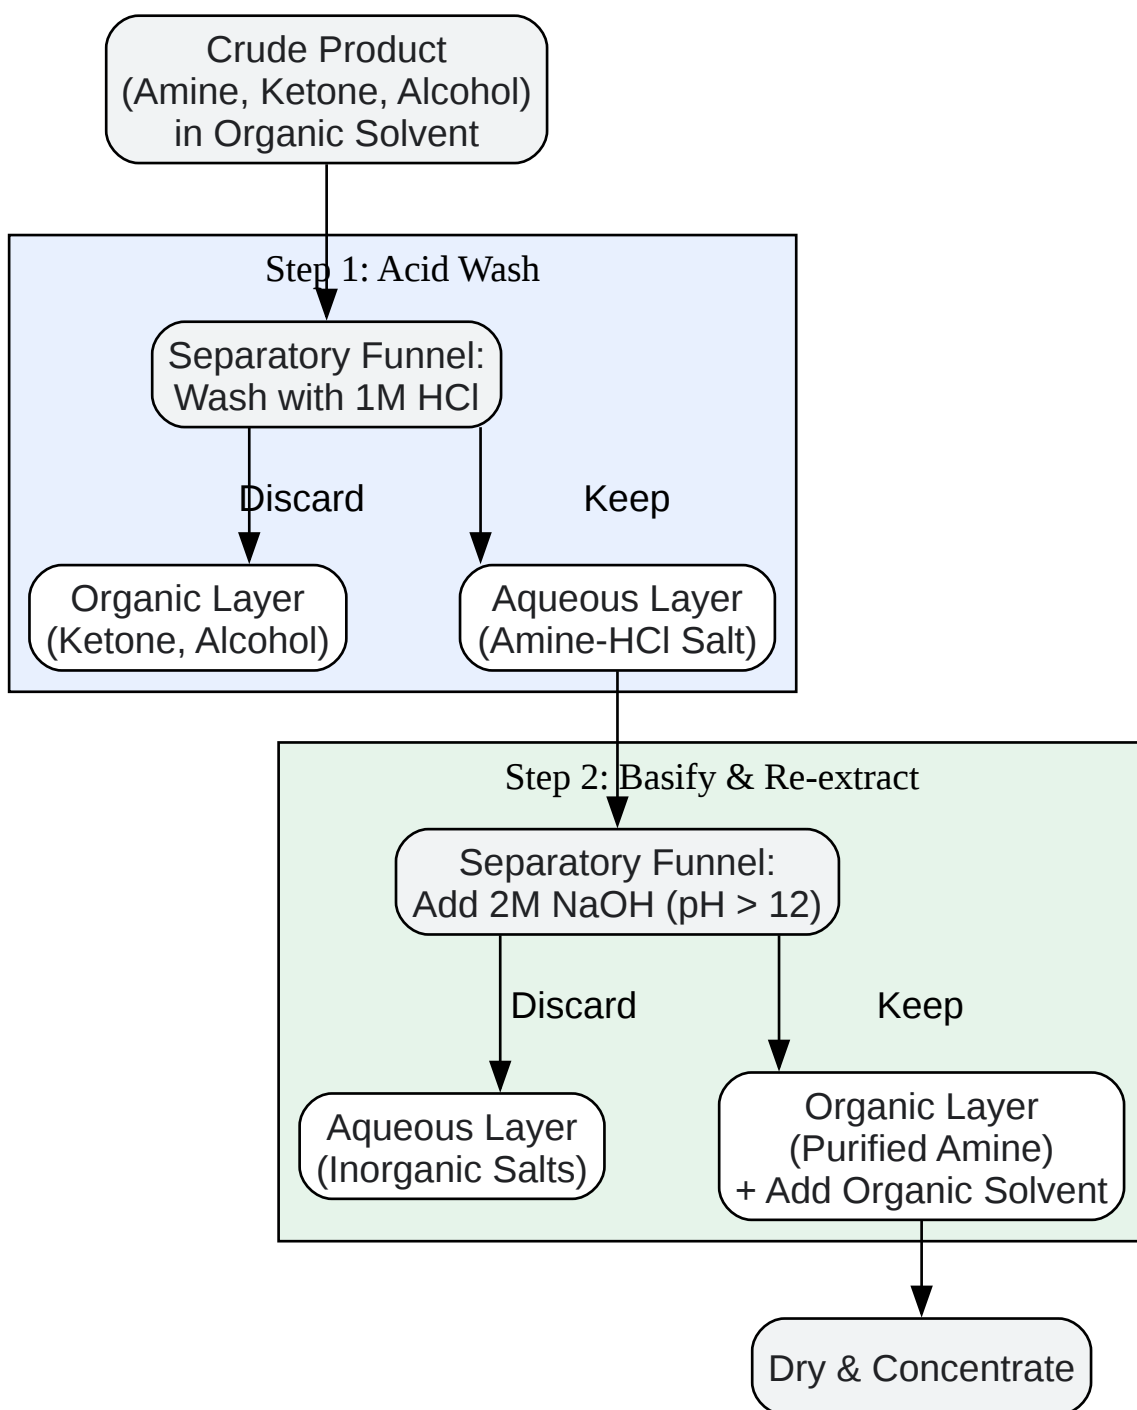 Crude Product
(Amine, Ketone, Alcohol)
in Organic Solvent
Step 1: Acid Wash
Separatory Funnel:
Wash with 1M HCl
Discard
Keep
Organic Layer
(Ketone, Alcohol)
Aqueous Layer
(Amine-HCl Salt)
Step 2: Basify & Re-extract
Separatory Funnel:
Add 2M NaOH (pH > 12)
Discard
Keep
Aqueous Layer
(Inorganic Salts)
Organic Layer
(Purified Amine)
+ Add Organic Solvent
Dry & Concentrate